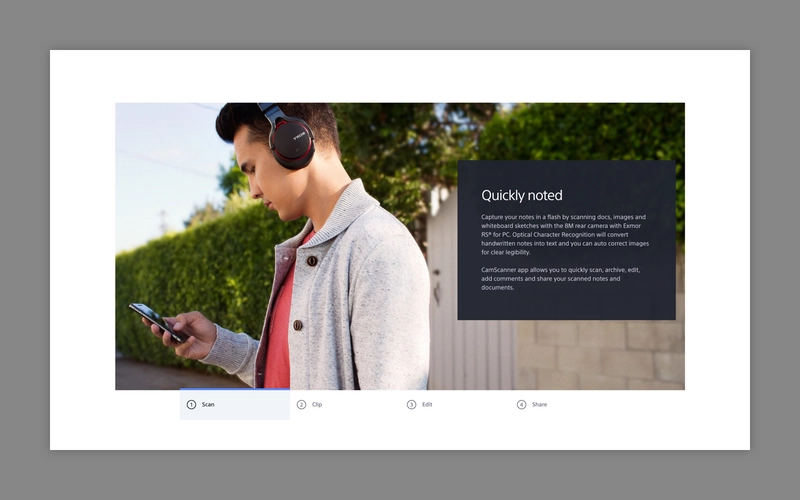 Quickly noted
Capture your notes in a flash by scanning docs, images and
whiteboard sketches with the 8M rear camera with Exmor
RS® for PC. Optical Character Recognition will convert
handwritten notes into text and you can auto correct images
for clear legibility.
CamScanner app allows you to quickly scan, archive, edit,
add comments and share your scanned notes and
documents.
1 Scan
2 Clip
3 Edit
4 Share